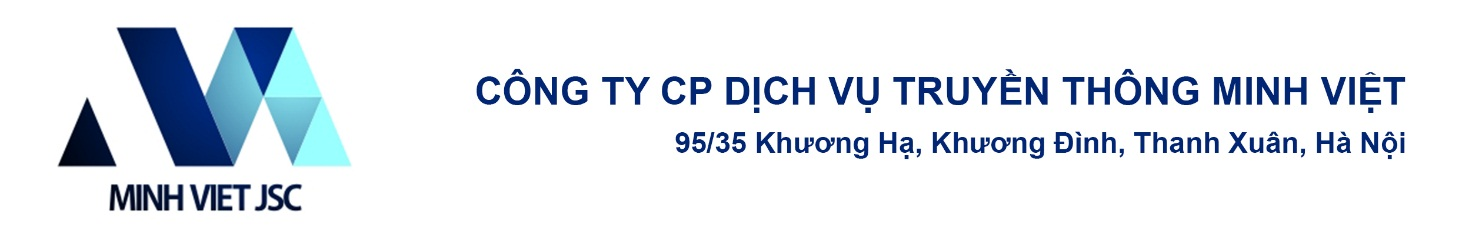 MINH VIET JSC
CÔNG TY CP DỊCH VỤ TRUYỀN THÔNG MINH VIỆT
95/35 Khương Hạ, Khương Đình, Thanh Xuân, Hà Nội